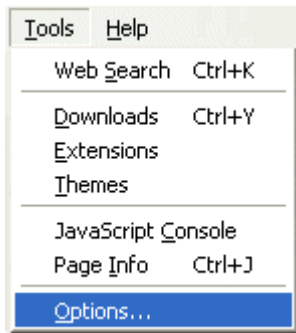 Tools Help
Web Search Ctrl+K
Downloads Ctrl+Y
Extensions
Themes
JavaScript Console
Page Info Ctrl+J
Options...